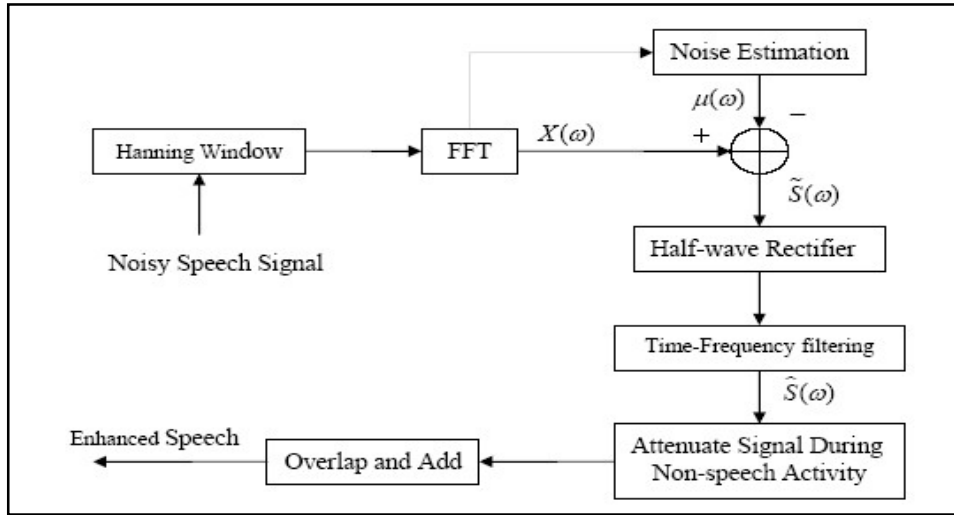 Noise Estimation
μ(ω)
−
Hanning Window
FFT
X(ω)
+
S̃(ω)
Noisy Speech Signal
Half-wave Rectifier
Time-Frequency filtering
Ŝ(ω)
Enhanced Speech
Overlap and Add
Attenuate Signal During
Non-speech Activity